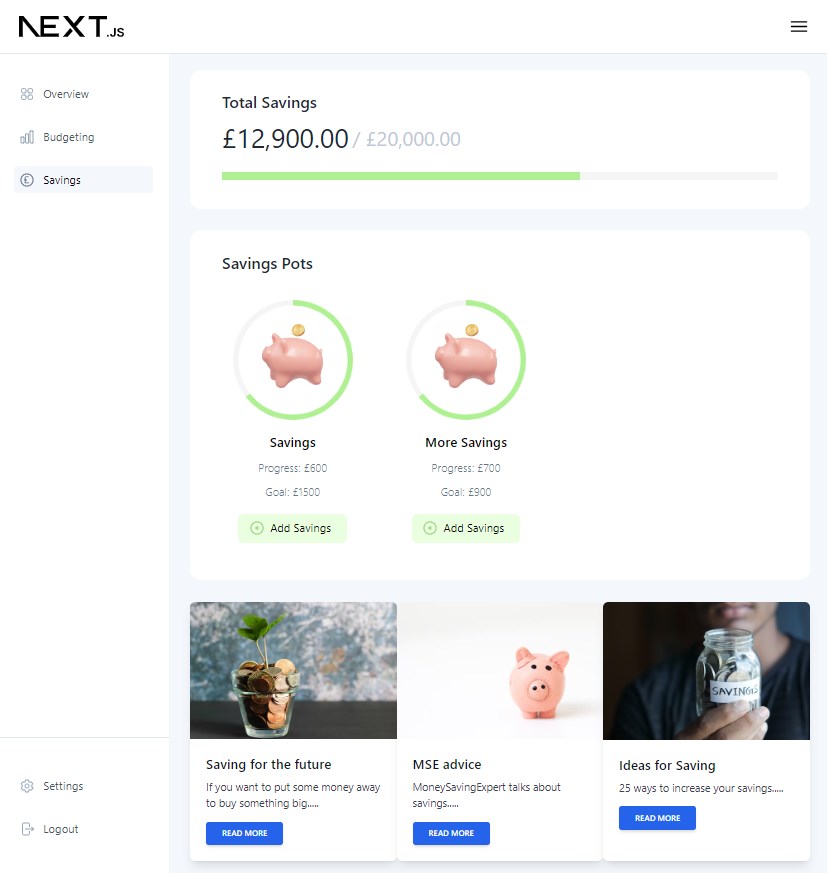 NEXT.JS
Overview
Budgeting
Savings
Settings
Logout
Total Savings
£12,900.00 / £20,000.00
Savings Pots
Savings
Progress: £600
Goal: £1500
Add Savings
More Savings
Progress: £700
Goal: £900
Add Savings
Saving for the future
If you want to put some money away
to buy something big.....
READ MORE
MSE advice
MoneySavingExpert talks about
savings.....
READ MORE
SAVINGS
Ideas for Saving
25 ways to increase your savings.....
READ MORE